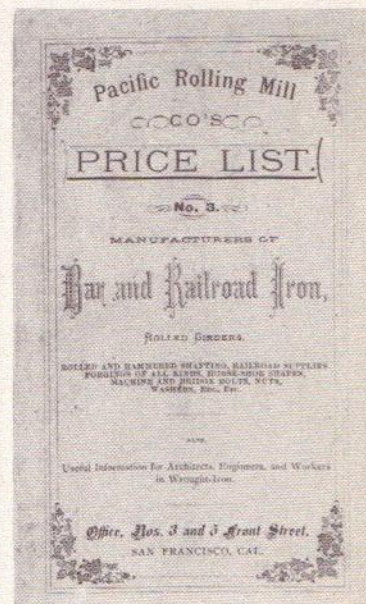 Pacific Rolling Mill
CO'S
PRICE LIST.
No. 3.
MANUFACTURERS OF
Bar and Railroad Iron,
ROLLED GIRDERS,
ROLLED AND HAMMERED SHAFTING, RAILROAD SUPPLIES
FORGINGS OF ALL KINDS, HORSE-SHOE SHAPES,
MACHINE AND BRIDGE BOLTS, NUTS,
WASHERS, ETC., ETC.
ALSO,
Useful Information for Architects, Engineers, and Workers
in Wrought-Iron.
Office, Nos. 3 and 5 Front Street,
SAN FRANCISCO, CAL.